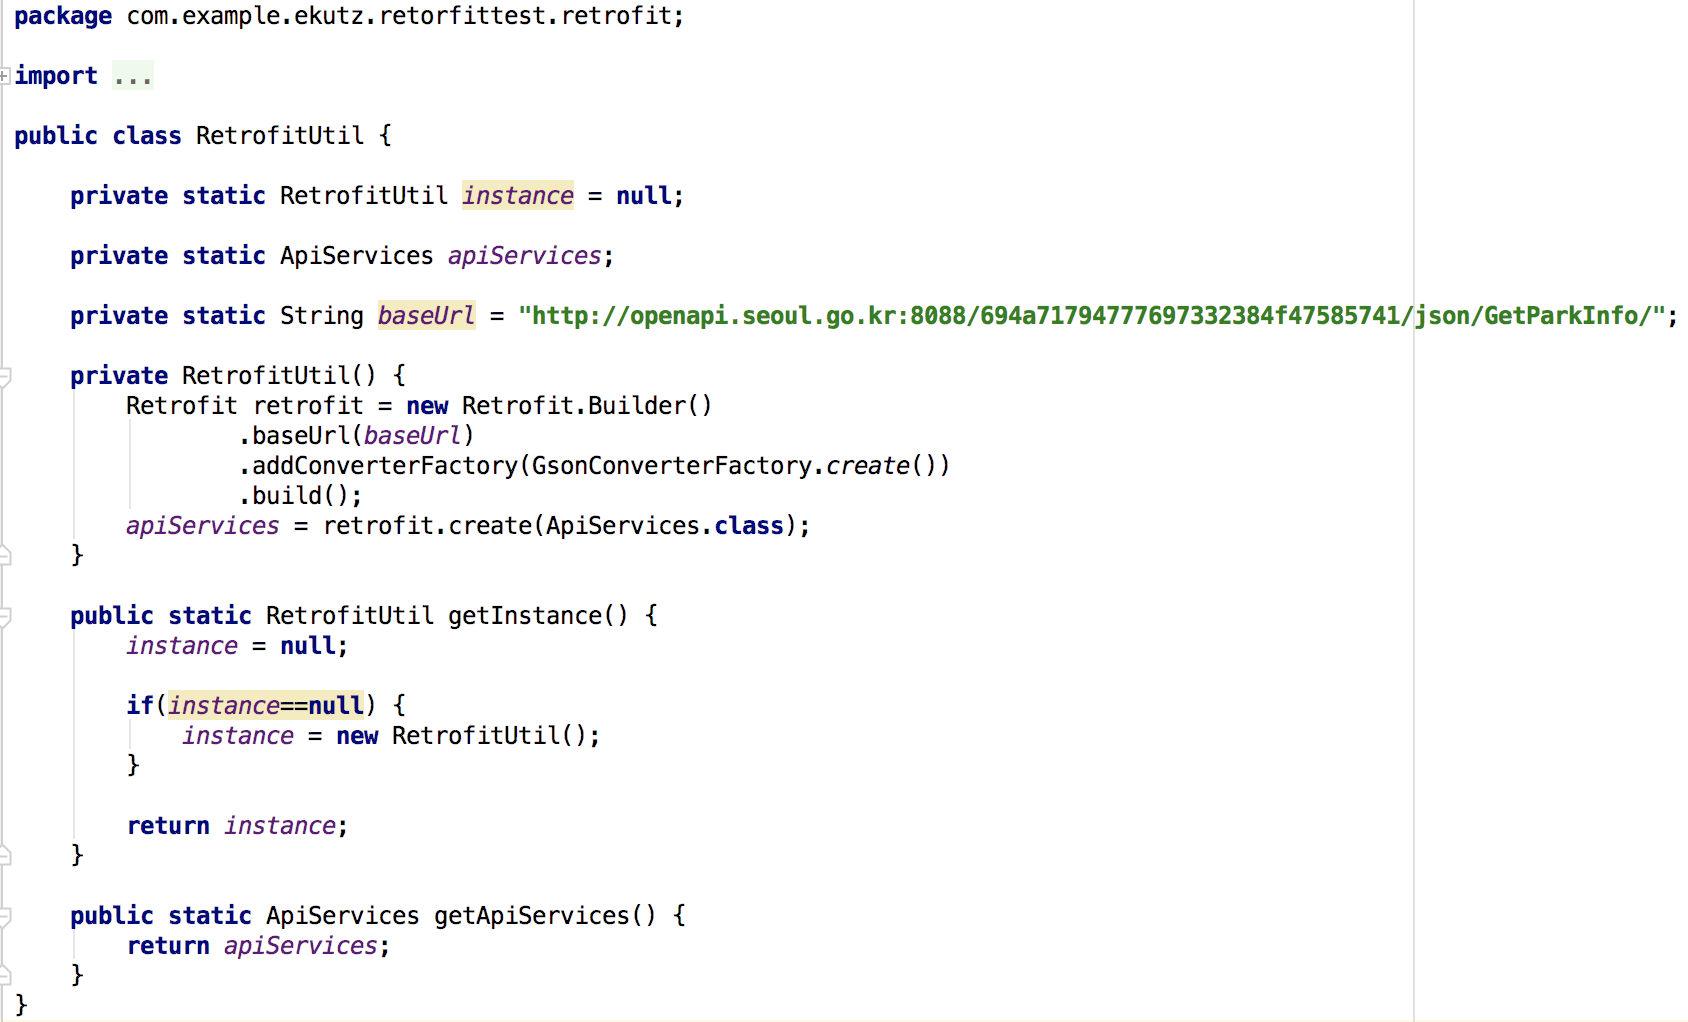 package com.example.ekutz.retorfittest.retrofit;
import ...
public class RetrofitUtil {
private static RetrofitUtil instance = null;
private static ApiServices apiServices;
private static String baseUrl = "http://openapi.seoul.go.kr:8088/694a71794777697332384f47585741/json/GetParkInfo/";
private RetrofitUtil() {
Retrofit retrofit = new Retrofit.Builder()
.baseUrl(baseUrl)
.addConverterFactory(GsonConverterFactory.create())
.build();
apiServices = retrofit.create(ApiServices.class);
}
public static RetrofitUtil getInstance() {
instance = null;
if(instance==null) {
instance = new RetrofitUtil();
}
return instance;
}
public static ApiServices getApiServices() {
return apiServices;
}
}